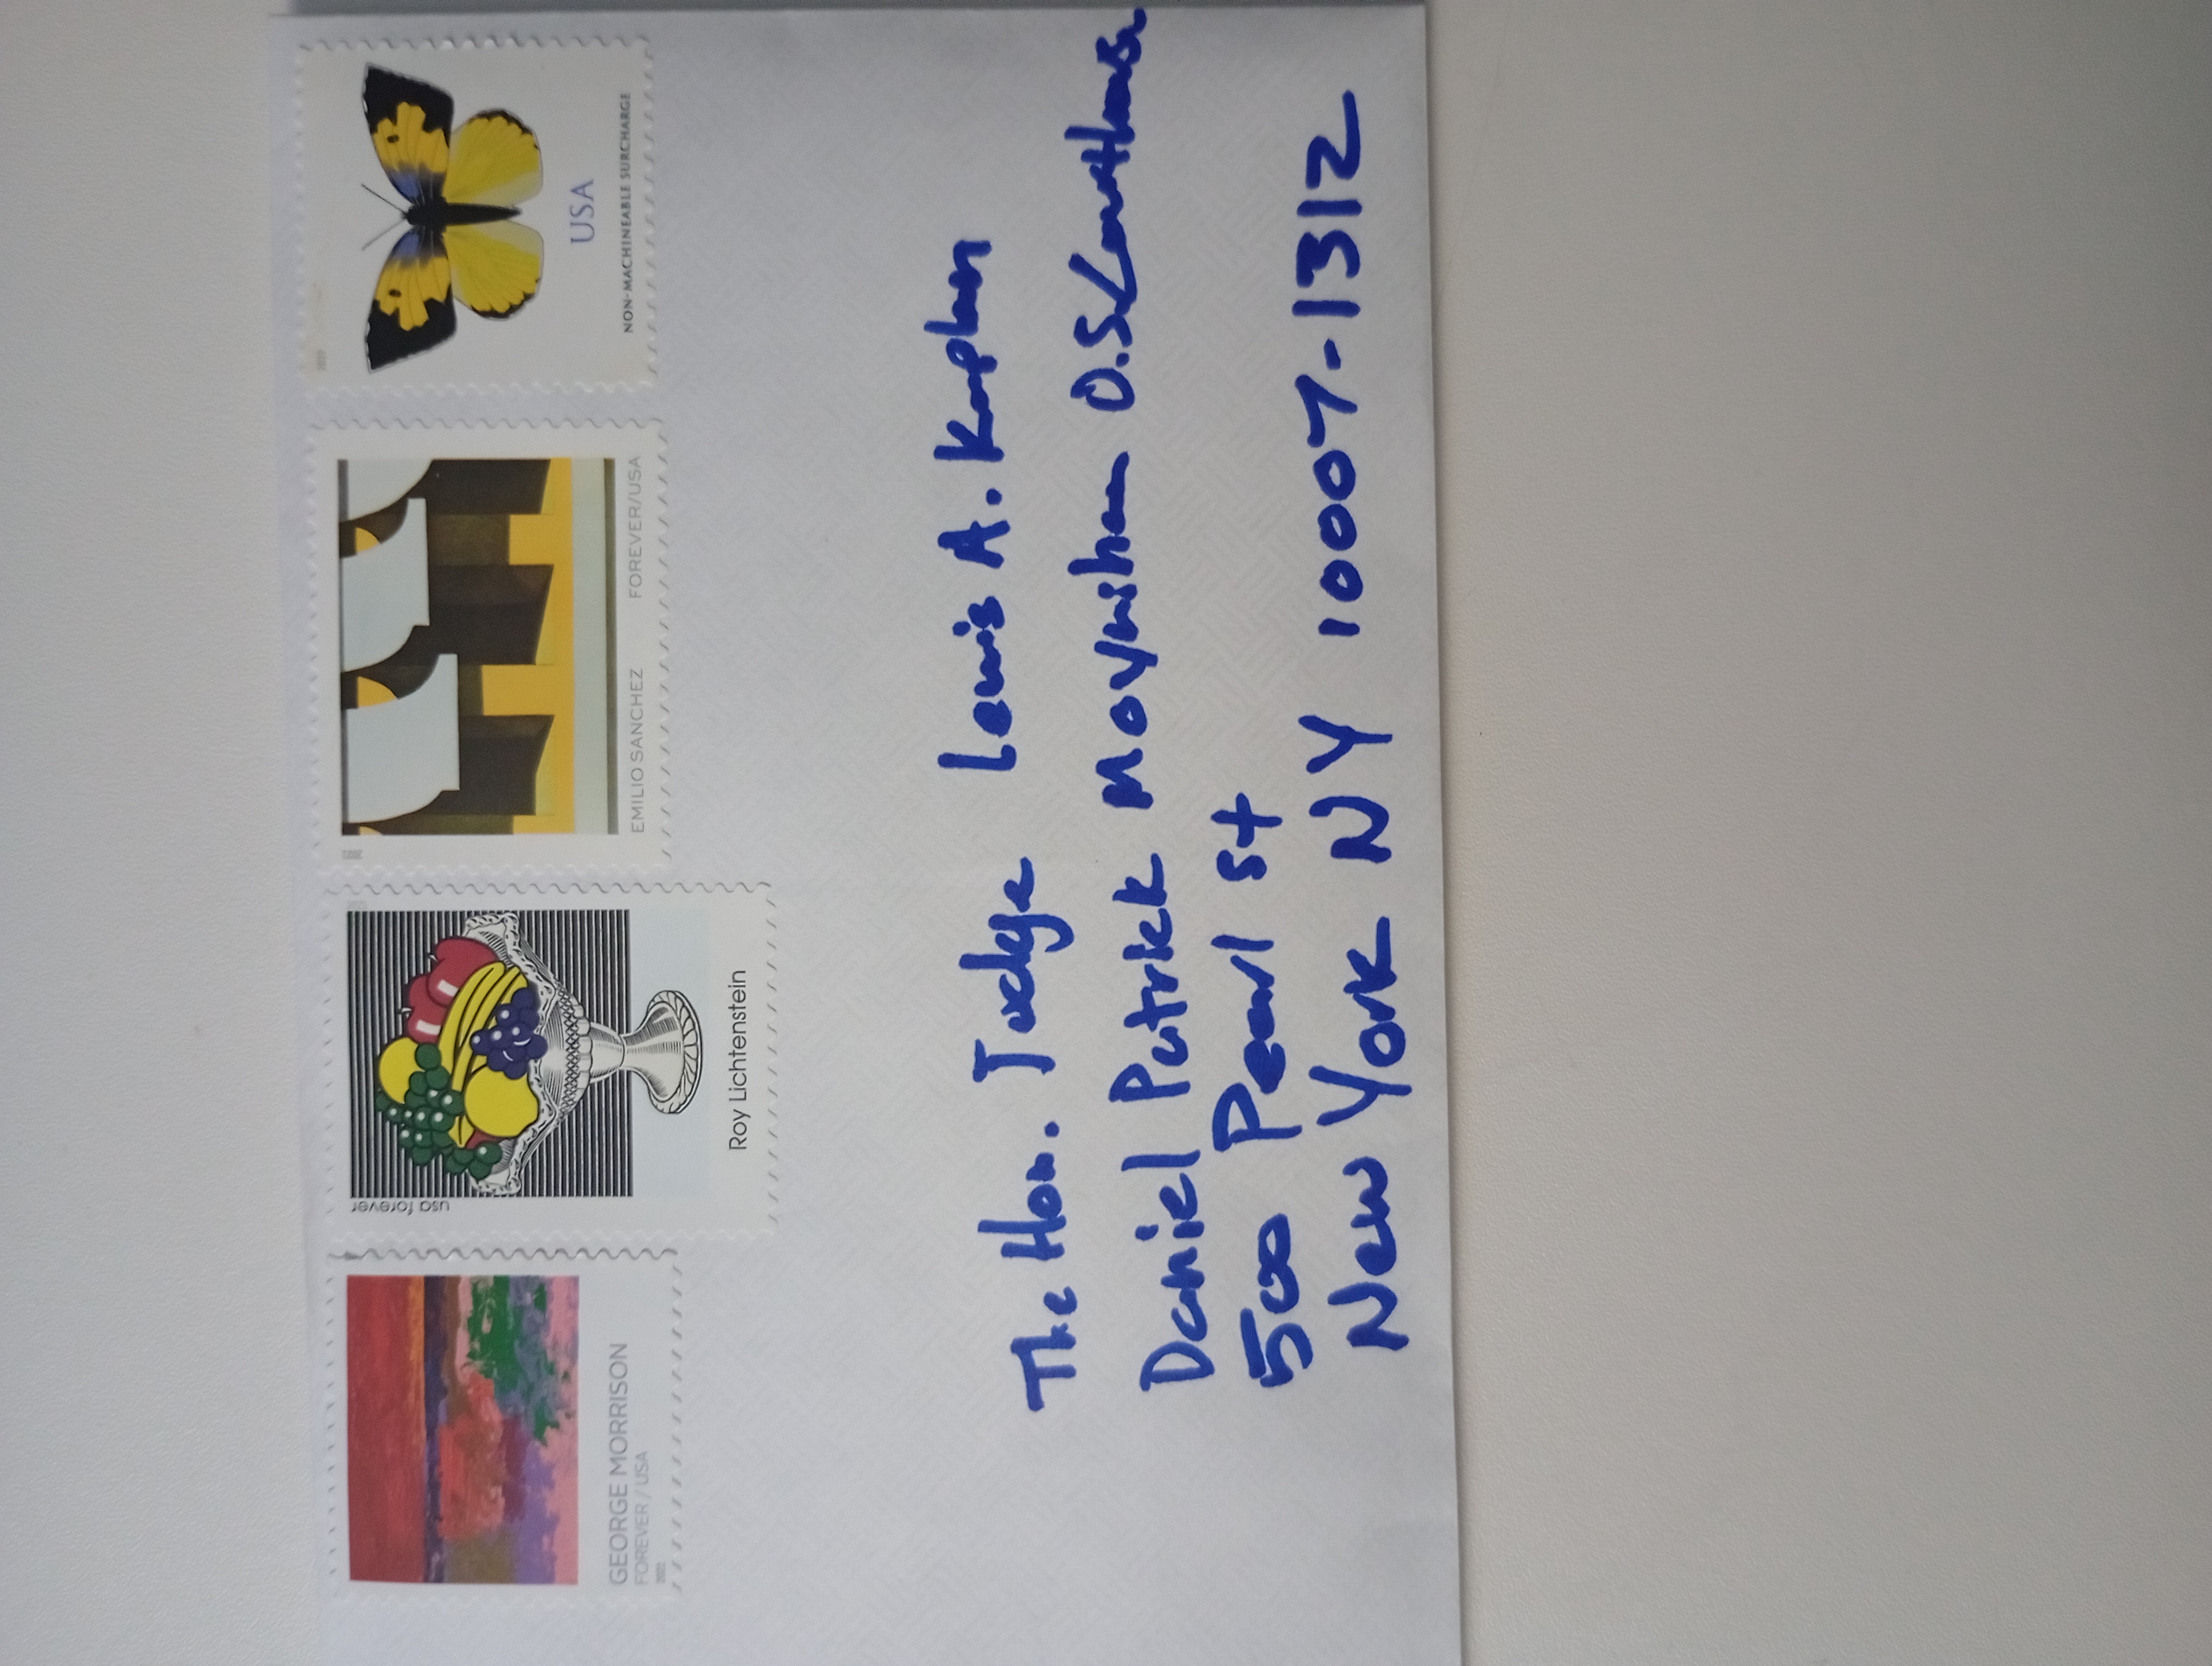 GEORGE MORRISON
FOREVER / USA
2022
usa forever
Roy Lichtenstein
2021
EMILIO SANCHEZ FOREVER/USA
USA
NON-MACHINEABLE SURCHARGE
The Hon. Judge Lewis A. Kaplan
Daniel Patrick Moynihan U.S. Courthouse
500 Pearl St
New York NY 10007-1312